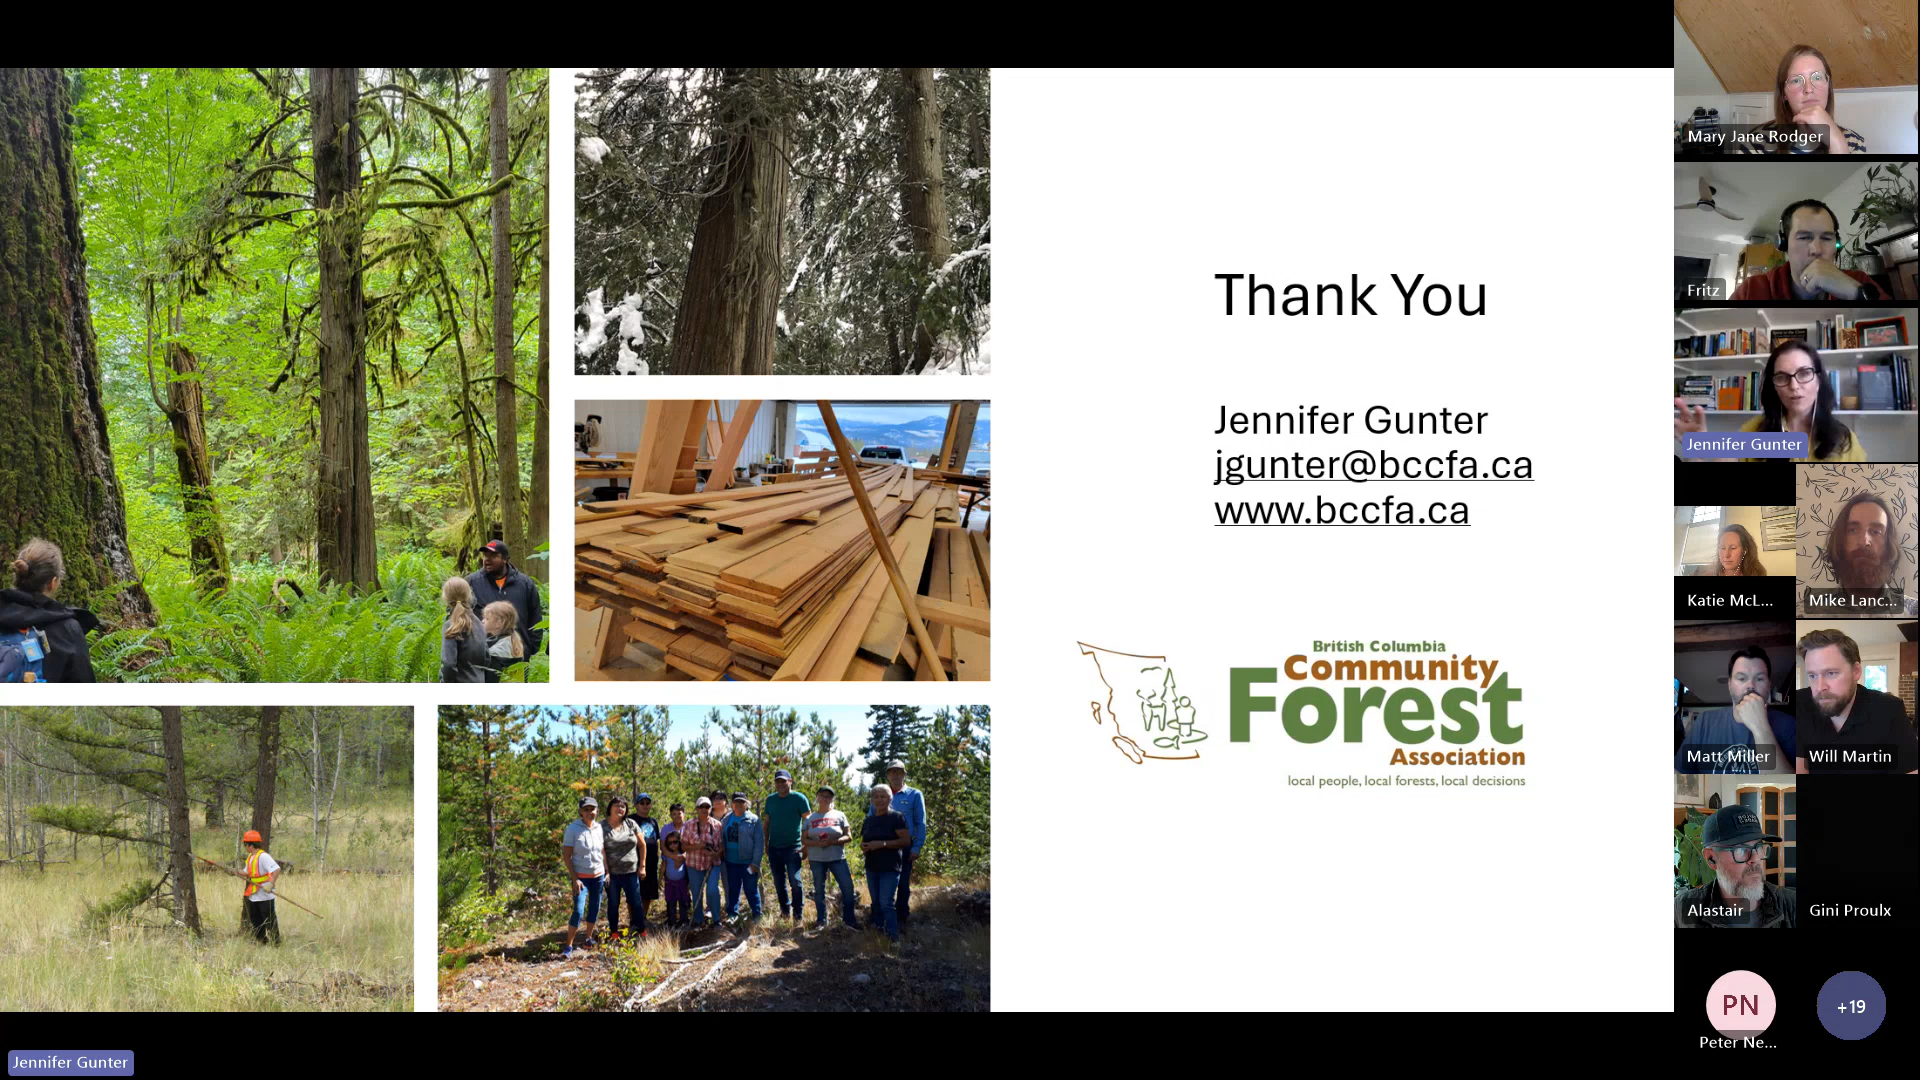 Thank You
Jennifer Gunter
jgunter@bccfa.ca
www.bccfa.ca
British Columbia
Community
Forest
Association
local people, local forests, local decisions
Mary Jane Rodger
Fritz
Jennifer Gunter
Katie McL...
Mike Lanc...
Matt Miller
Will Martin
Alastair
Gini Proulx
PN
+19
Peter Ne...
Jennifer Gunter